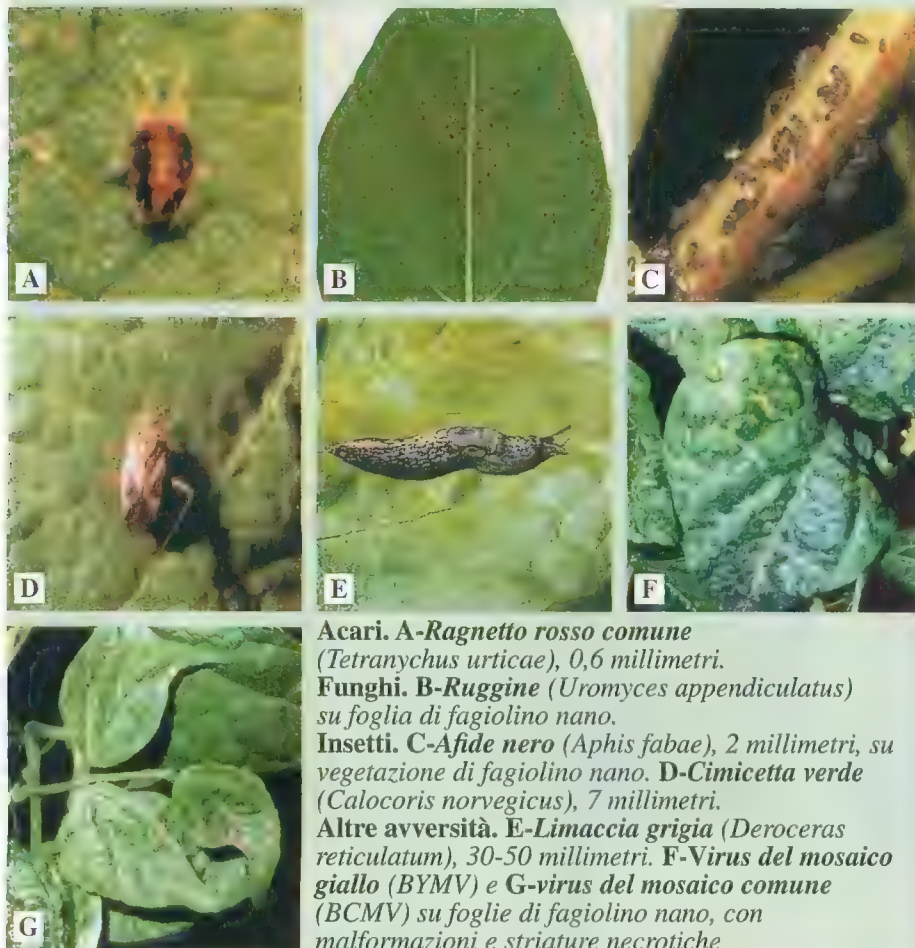 A
B
C
D
E
F
G
Acari. A-Ragnetto rosso comune
(Tetranychus urticae), 0,6 millimetri.
Funghi. B-Ruggine (Uromyces appendiculatus)
su foglia di fagiolino nano.
Insetti. C-Afide nero (Aphis fabae), 2 millimetri, su
vegetazione di fagiolino nano. D-Cimicetta verde
(Calocoris norvegicus), 7 millimetri.
Altre avversità. E-Limaccia grigia (Deroceras
reticulatum), 30-50 millimetri. F-Virus del mosaico
giallo (BYMV) e G-virus del mosaico comune
(BCMV) su foglie di fagiolino nano, con
malformazioni e striature necrotiche